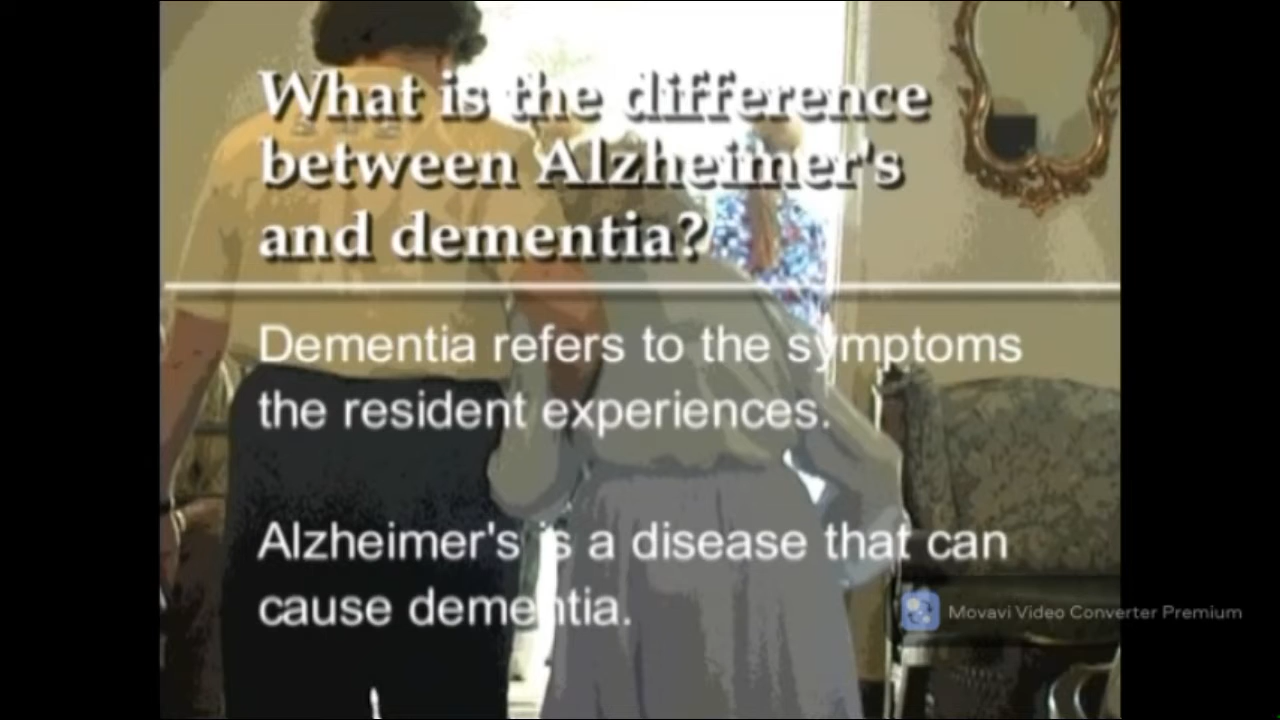 What is the difference
between Alzheimer's
and dementia?
Dementia refers to the symptoms
the resident experiences.
Alzheimer's is a disease that can
cause dementia.
Movavi Video Converter Premium